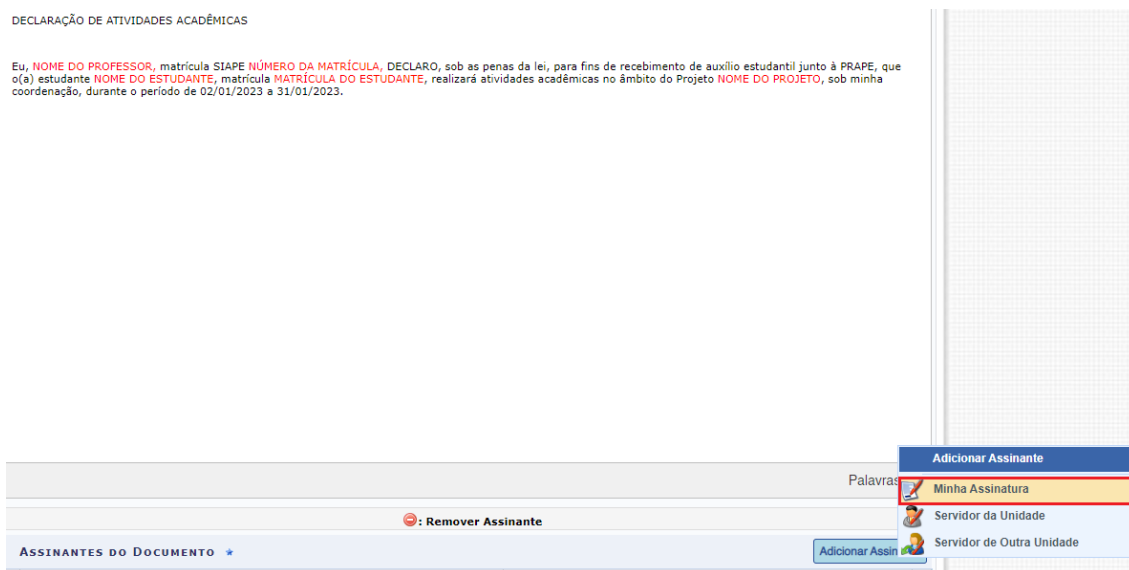 DECLARAÇÃO DE ATIVIDADES ACADÊMICAS
Eu, NOME DO PROFESSOR, matrícula SIAPE NÚMERO DA MATRÍCULA, DECLARO, sob as penas da lei, para fins de recebimento de auxílio estudantil junto à PRAPE, que
o(a) estudante NOME DO ESTUDANTE, matrícula MATRÍCULA DO ESTUDANTE, realizará atividades acadêmicas no âmbito do Projeto NOME DO PROJETO, sob minha
coordenação, durante o período de 02/01/2023 a 31/01/2023.
Adicionar Assinante
Palavras
Minha Assinatura
: Remover Assinante
Servidor da Unidade
Servidor de Outra Unidade
ASSINANTES DO DOCUMENTO
Adicionar Assin